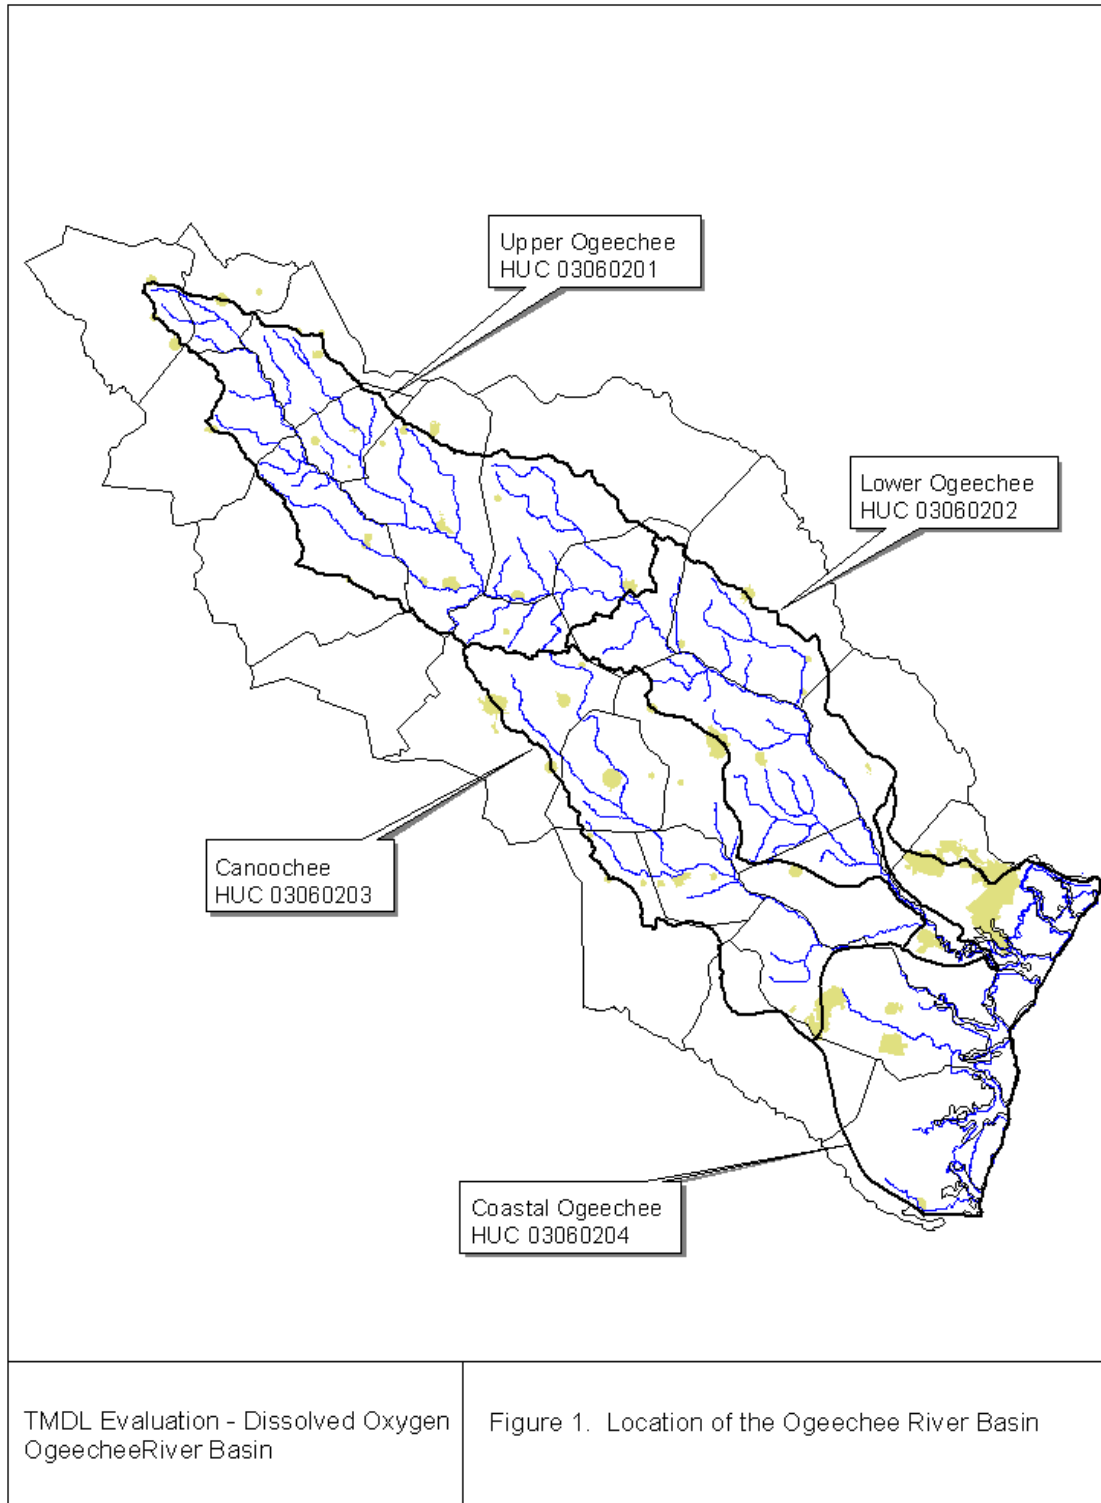 Upper Ogeechee
HUC 03060201
Lower Ogeechee
HUC 03060202
Canoochee
HUC 03060203
Coastal Ogeechee
HUC 03060204
TMDL Evaluation - Dissolved Oxygen
OgeecheeRiver Basin
Figure 1. Location of the Ogeechee River Basin